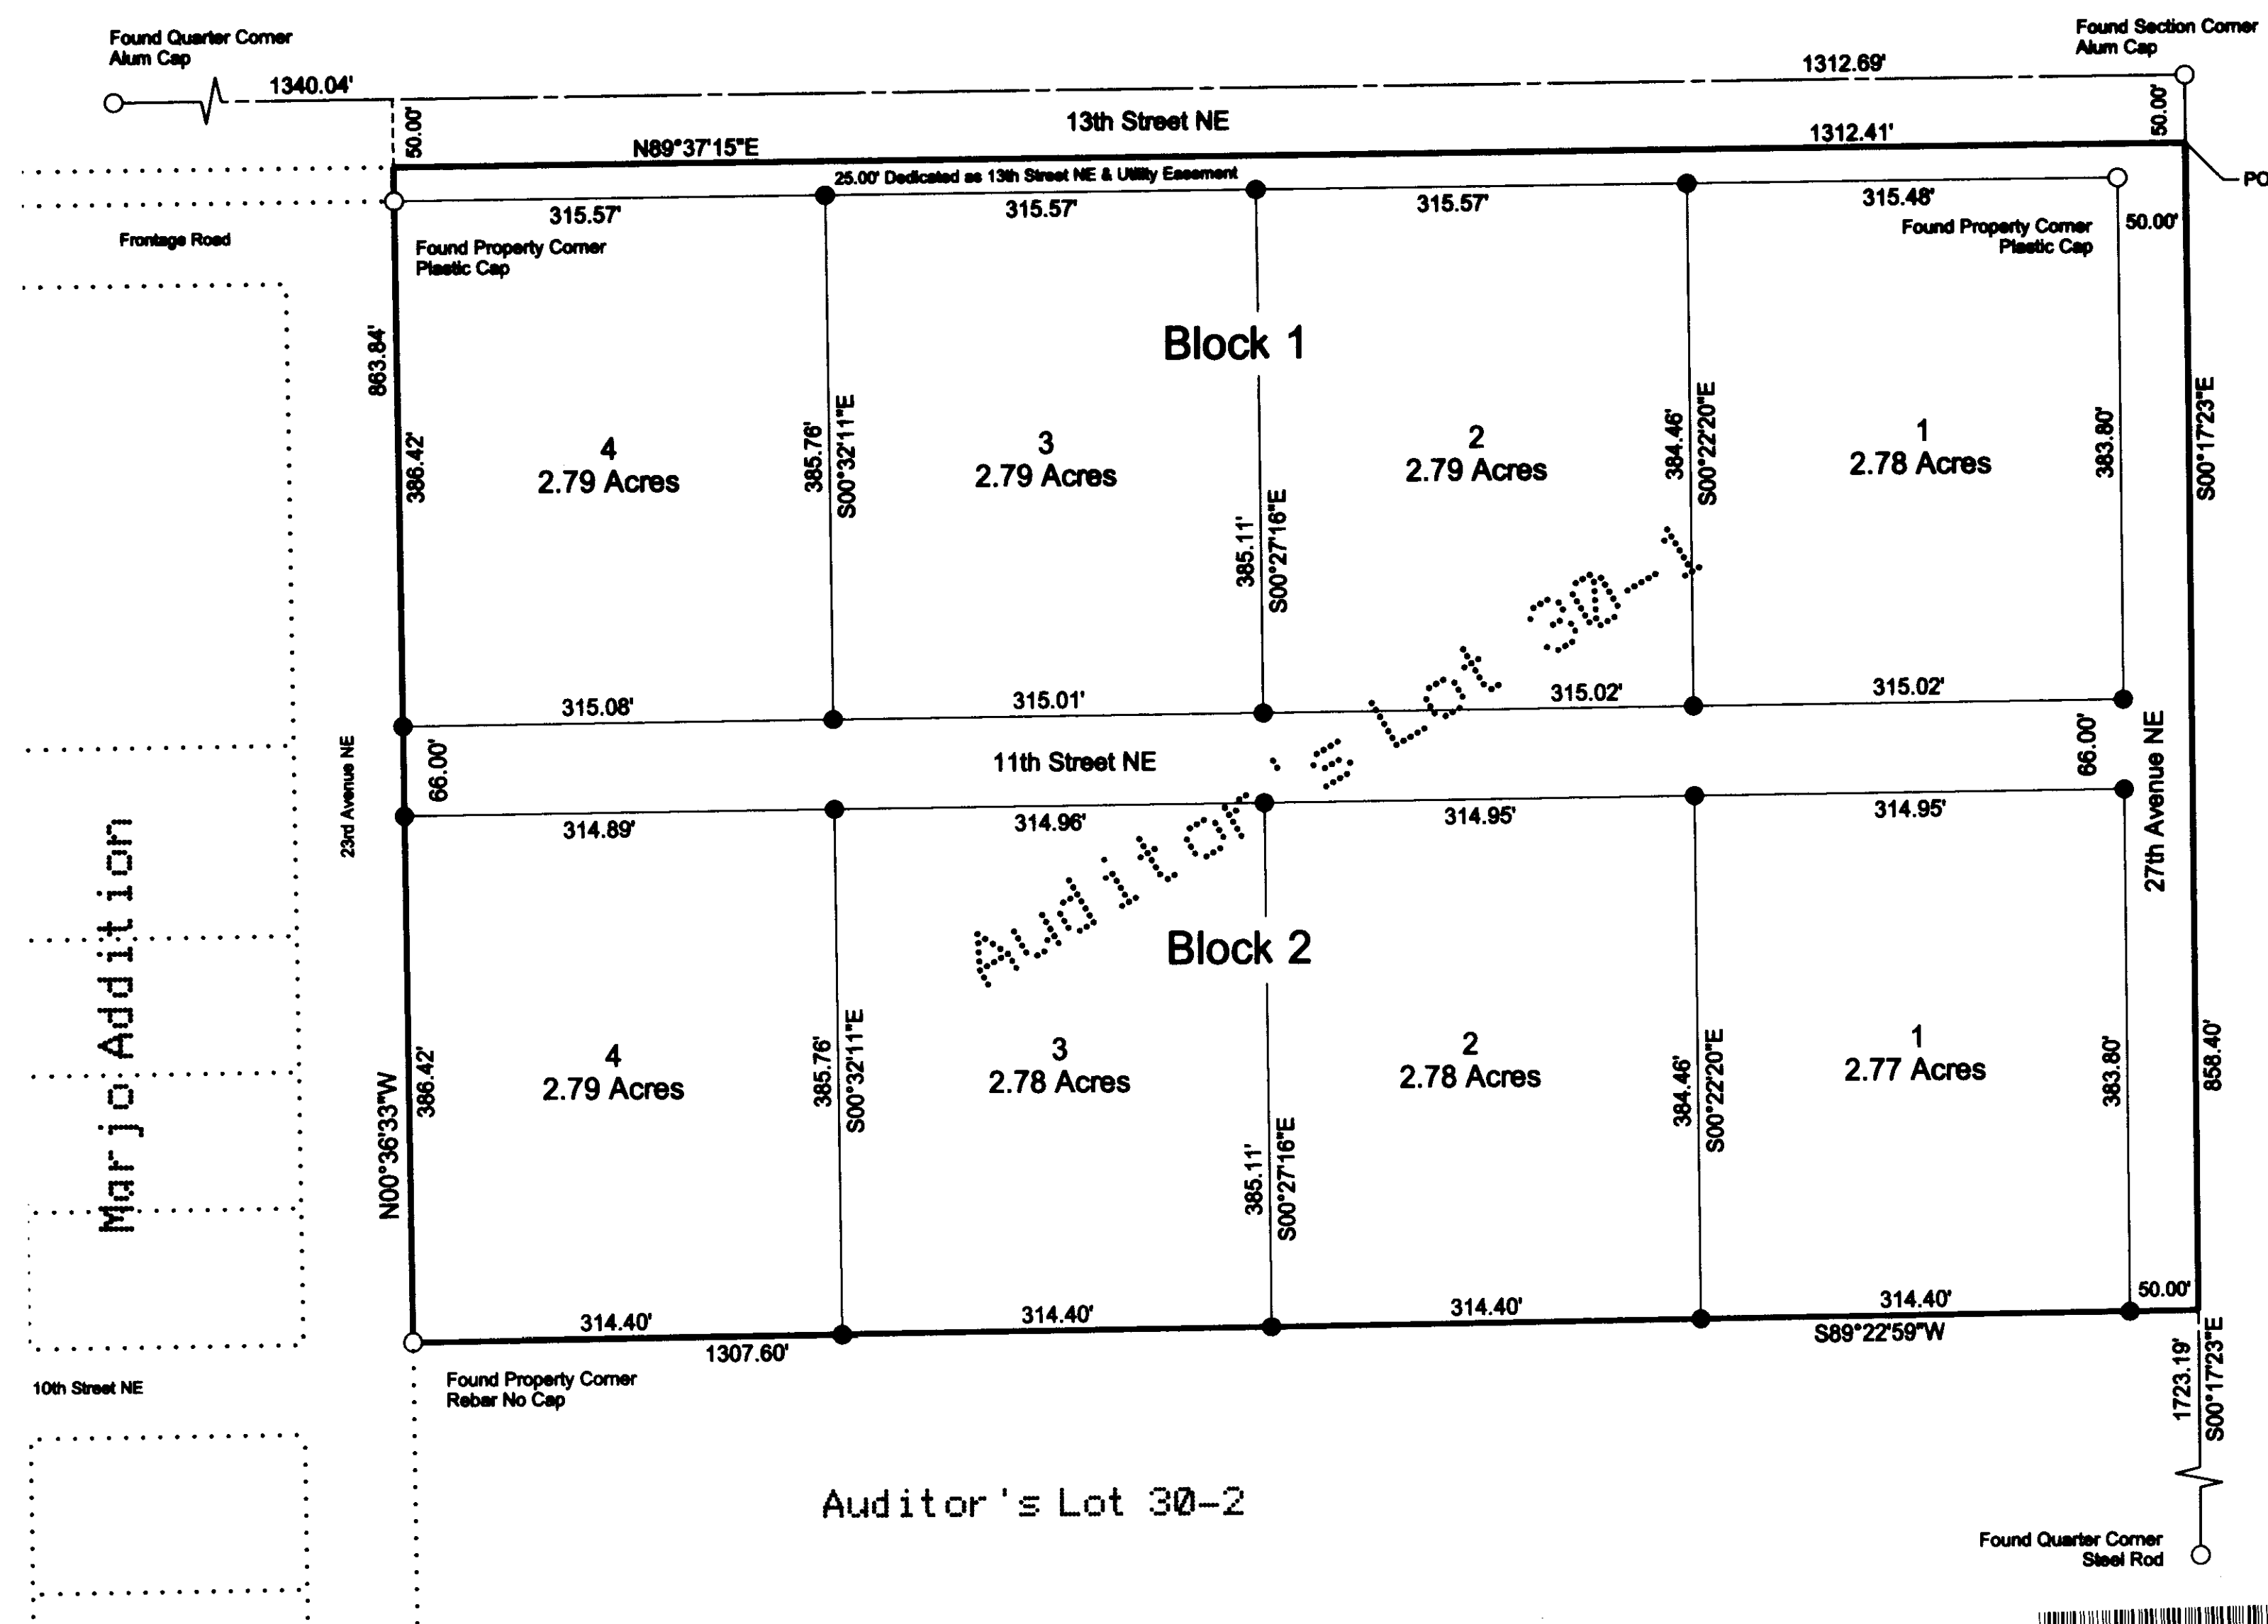 Found Quarter Corner
Alum Cap
Found Section Corner
Alum Cap
1340.04'
1312.69'
50.00'
13th Street NE
50.00'
N89°37'15"E
1312.41'
25.00' Dedicated as 13th Street NE & Utility Easement
PO
315.57'
315.57'
315.57'
315.48'
50.00'
Frontage Road
Found Property Corner
Plastic Cap
Found Property Corner
Plastic Cap
Block 1
863.84'
386.42'
4
2.79 Acres
385.76'
S00°32'11"E
3
2.79 Acres
385.11'
S00°27'16"E
2
2.79 Acres
384.46'
S00°22'20"E
1
2.78 Acres
383.80'
S00°17'23"E
Auditor's Lot 30-1
315.08'
315.01'
315.02'
315.02'
23rd Avenue NE
66.00'
11th Street NE
66.00'
27th Avenue NE
314.89'
314.96'
314.95'
314.95'
Marjo Addition
Block 2
N00°36'33"W
386.42'
4
2.79 Acres
385.76'
S00°32'11"E
3
2.78 Acres
385.11'
S00°27'16"E
2
2.78 Acres
384.46'
S00°22'20"E
1
2.77 Acres
383.80'
858.40'
314.40'
314.40'
314.40'
314.40'
50.00'
1307.60'
S89°22'59"W
10th Street NE
Found Property Corner
Rebar No Cap
1723.19'
S00°17'23"E
Auditor's Lot 30-2
Found Quarter Corner
Steel Rod